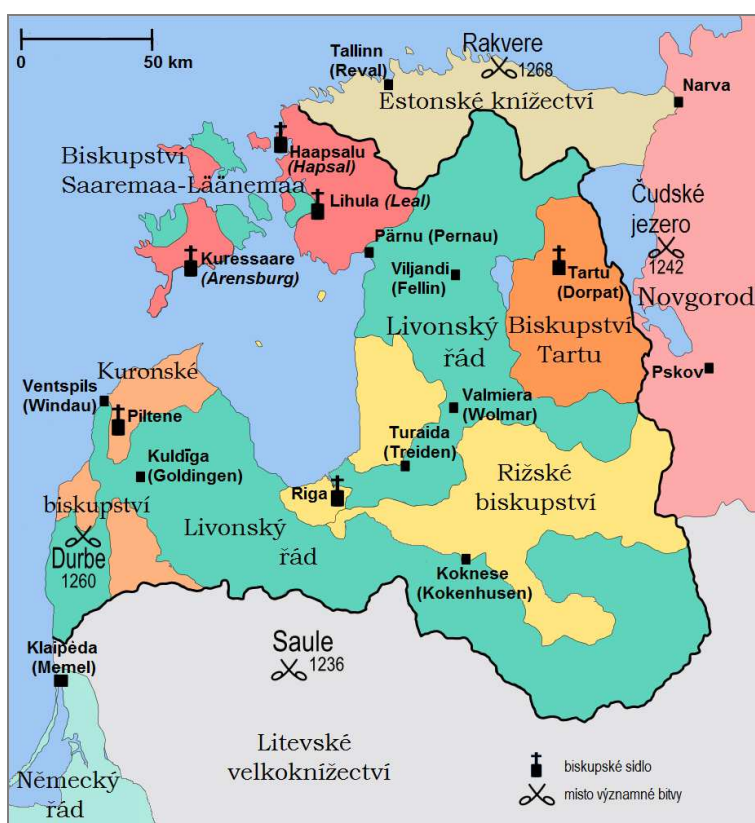 0
50 km
Tallinn
(Reval)
Rakvere
1268
Narva
Estonské knížectví
Biskupství
Saaremaa-Läänemaa
Haapsalu
(Hapsal)
Lihula (Leal)
Kuressaare
(Arensburg)
Pärnu (Pernau)
Viljandi
(Fellin)
Čudské
jezero
1242
Tartu
(Dorpat)
Novgorod
Livonský
řád
Biskupství
Tartu
Pskov
Kuronské
Ventspils
(Windau)
Piltene
Kuldīga
(Goldingen)
Valmiera
(Wolmar)
Turaida
(Treiden)
Rižské
biskupství
Riga
biskupství
Livonský
řád
Durbe
1260
Koknese
(Kokenhusen)
Klaipėda
(Memel)
Saule
1236
Litevské
velkoknížectví
Německý
řád
biskupské sídlo
místo významné bitvy